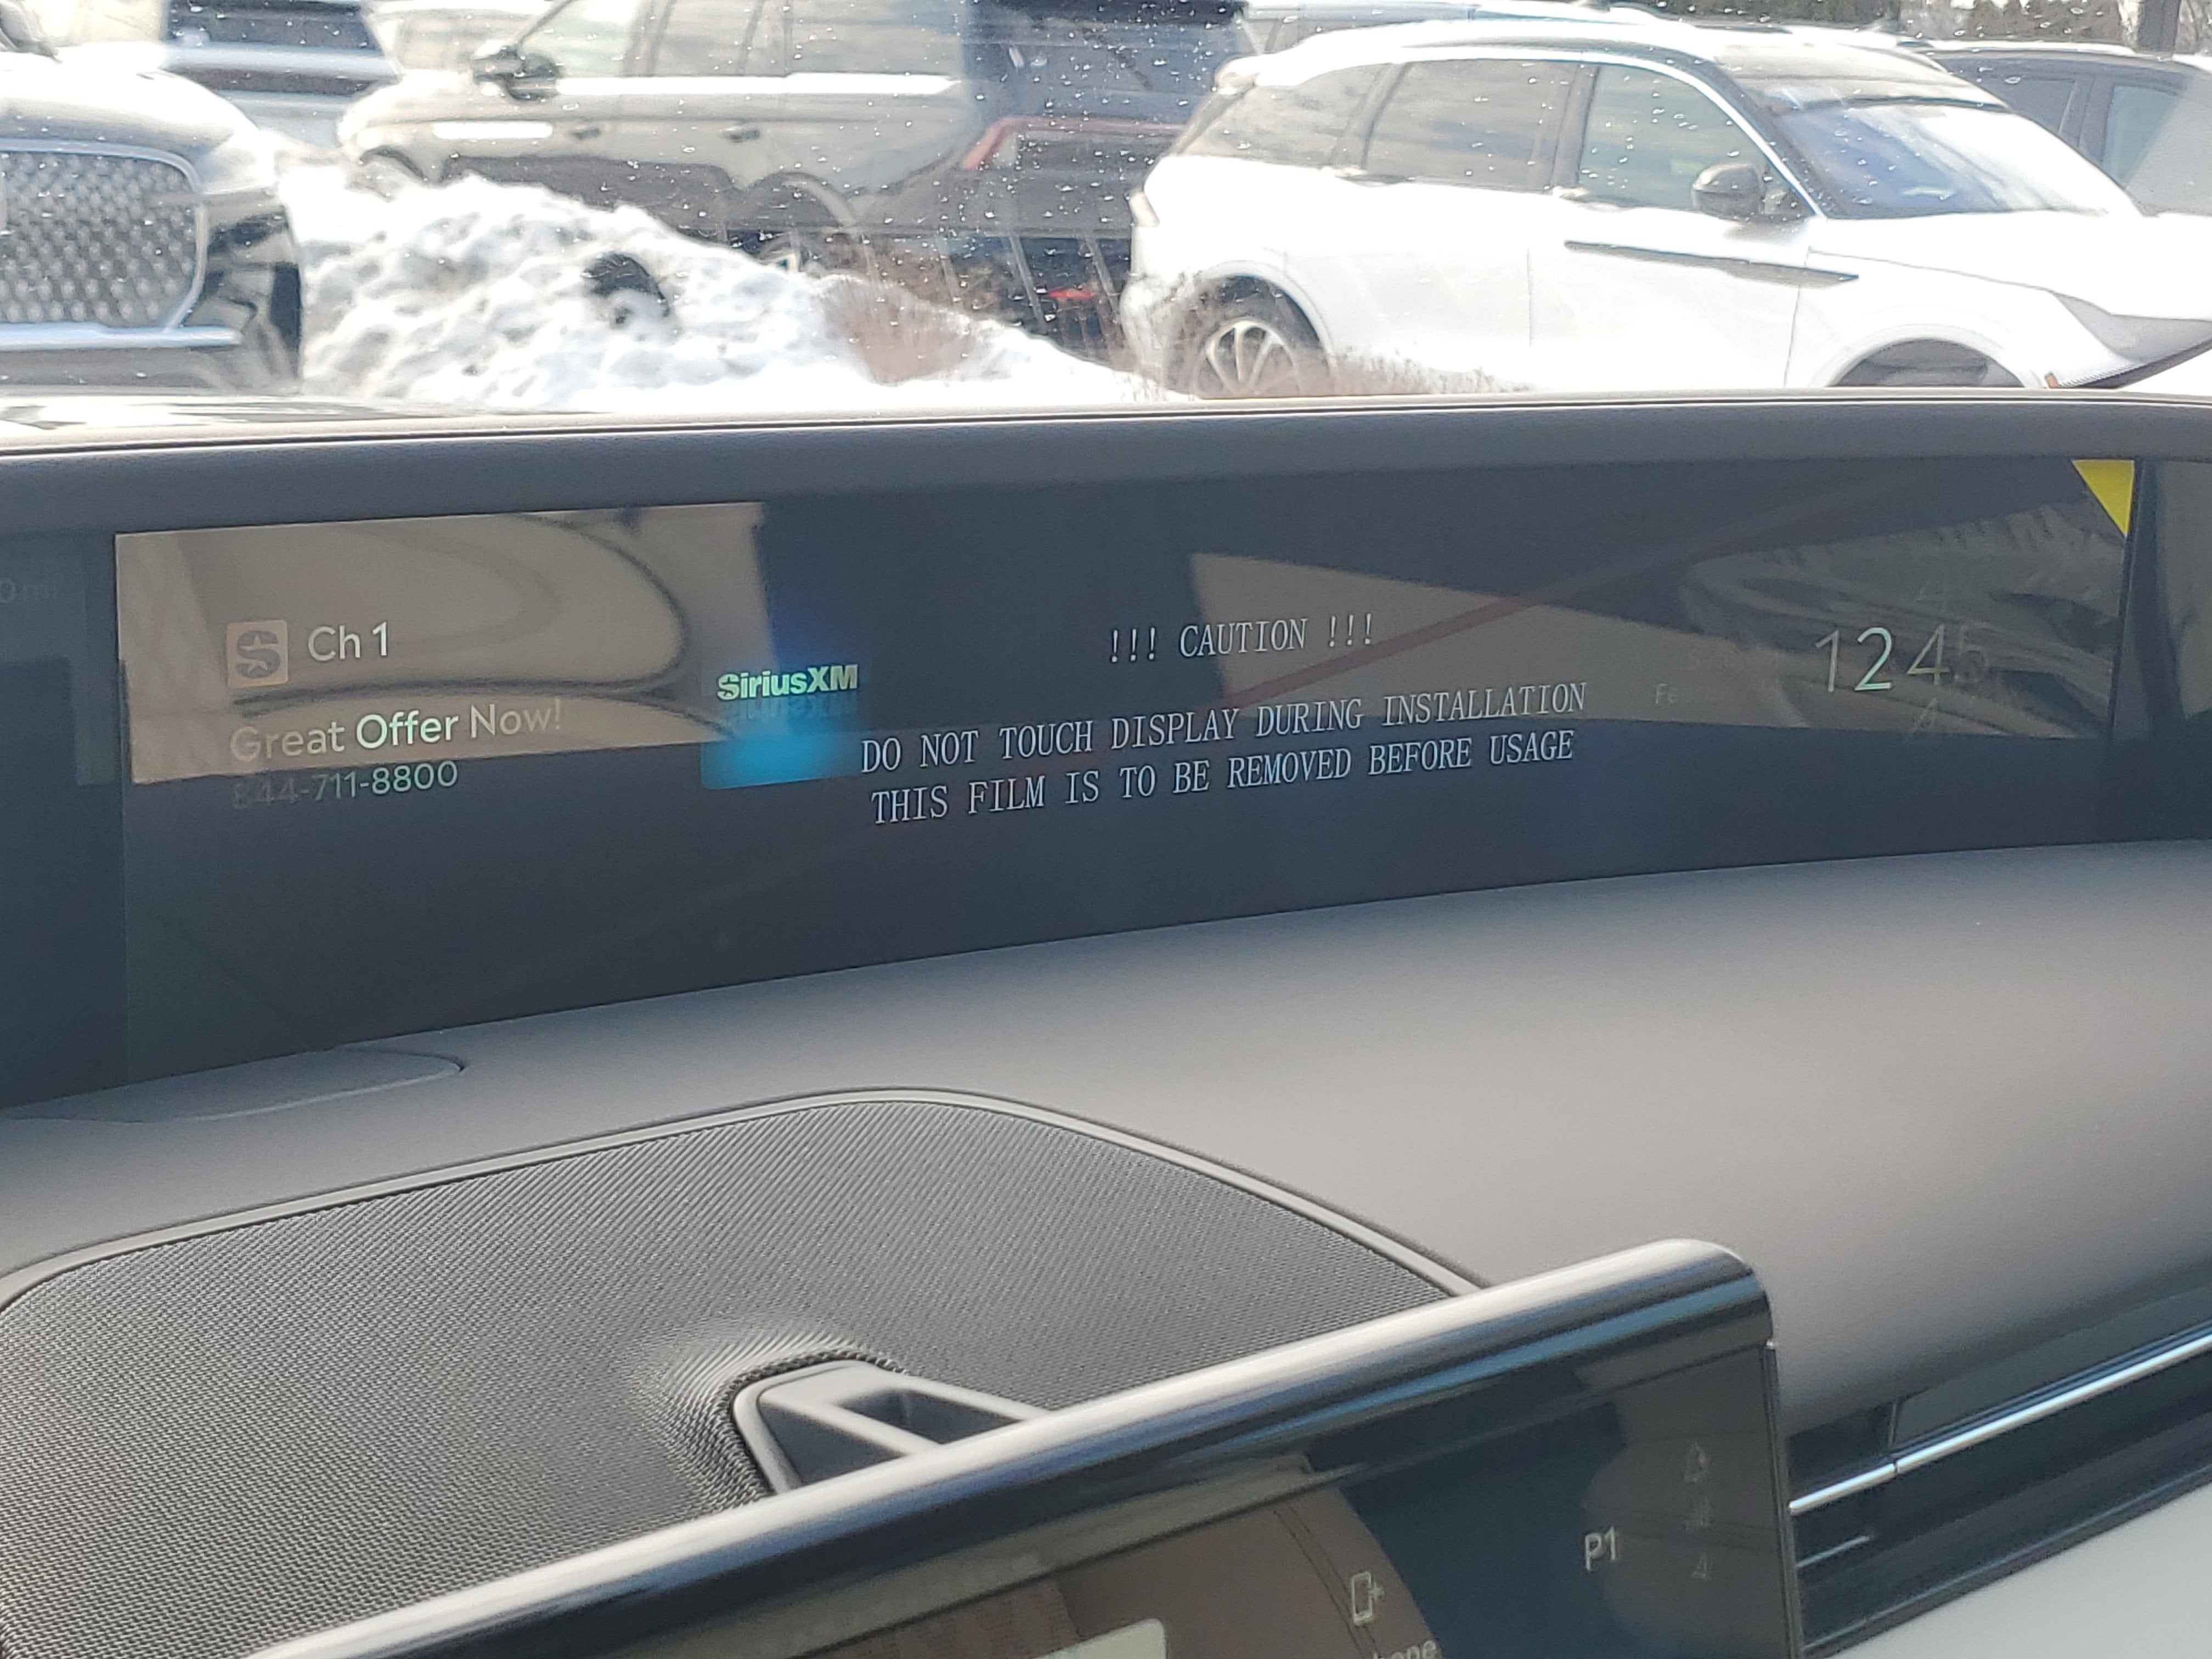 Ch 1
Great Offer Now!
844-711-8800
SiriusXM
!!! CAUTION !!!
DO NOT TOUCH DISPLAY DURING INSTALLATION
THIS FILM IS TO BE REMOVED BEFORE USAGE
12 45
P1